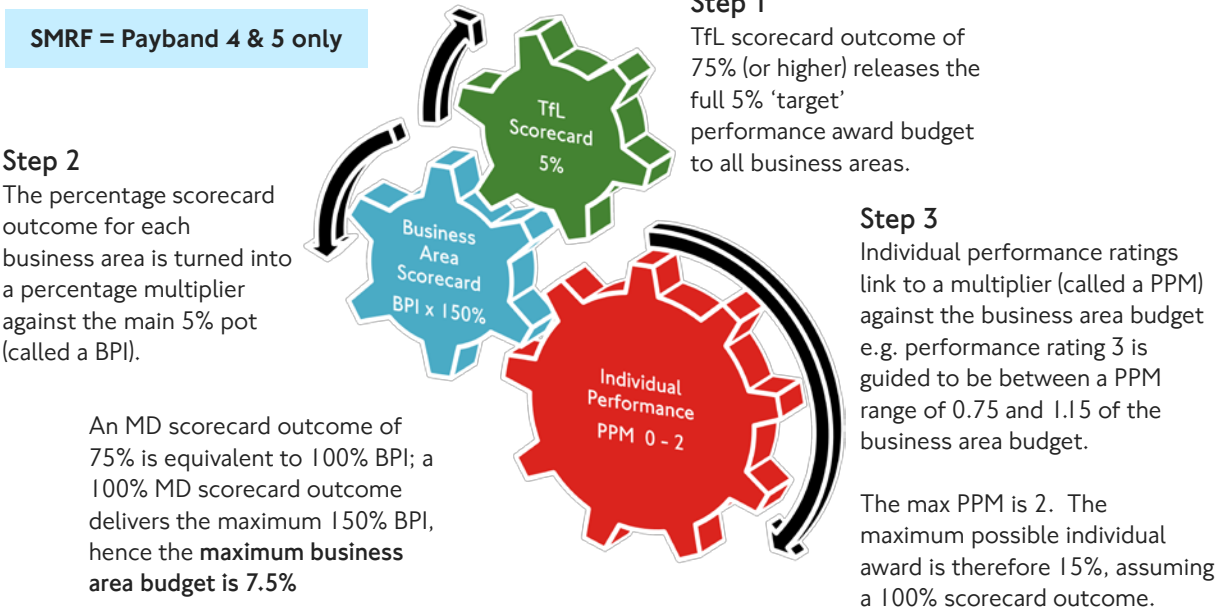 SMRF = Payband 4 & 5 only
Step 1
TfL scorecard outcome of
75% (or higher) releases the
full 5% ‘target’
performance award budget
to all business areas.
TfL
Scorecard
5%
Step 2
The percentage scorecard
outcome for each
business area is turned into
a percentage multiplier
against the main 5% pot
(called a BPI).
Business
Area
Scorecard
BPI x 150%
An MD scorecard outcome of
75% is equivalent to 100% BPI; a
100% MD scorecard outcome
delivers the maximum 150% BPI,
hence the maximum business
area budget is 7.5%
Individual
Performance
PPM 0 - 2
Step 3
Individual performance ratings
link to a multiplier (called a PPM)
against the business area budget
e.g. performance rating 3 is
guided to be between a PPM
range of 0.75 and 1.15 of the
business area budget.
The max PPM is 2. The
maximum possible individual
award is therefore 15%, assuming
a 100% scorecard outcome.